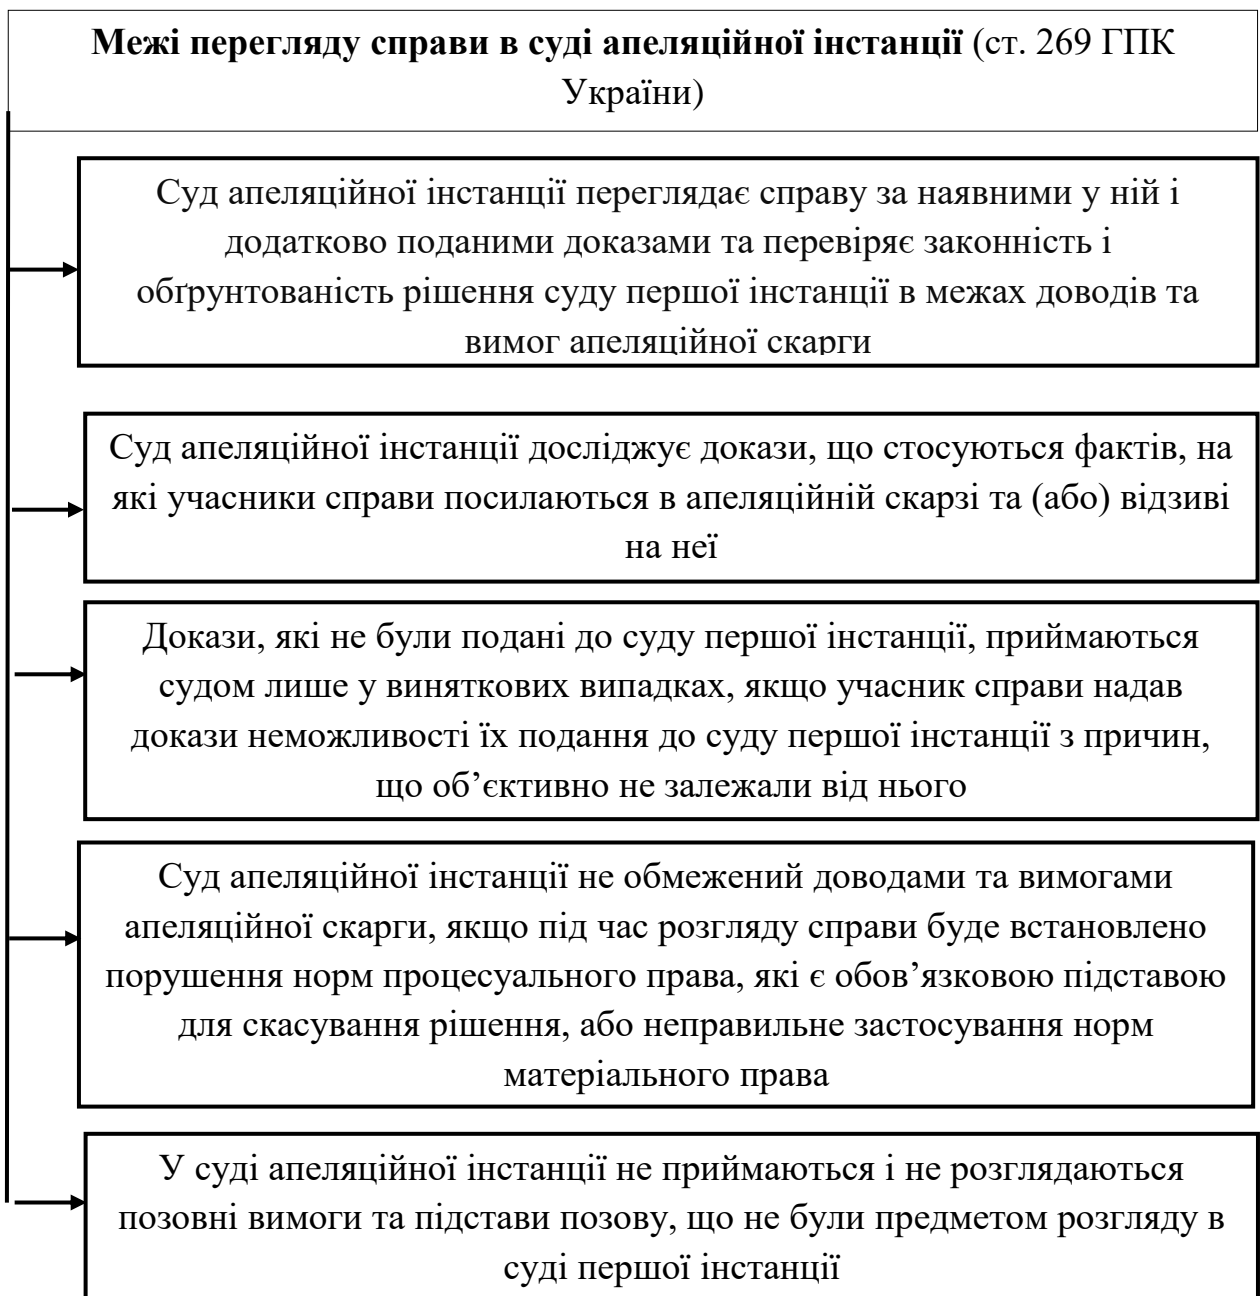 Межі перегляду справи в суді апеляційної інстанції (ст. 269 ГПК
України)
Суд апеляційної інстанції переглядає справу за наявними у ній і
додатково поданими доказами та перевіряє законність і
обґрунтованість рішення суду першої інстанції в межах доводів та
вимог апеляційної скарги
Суд апеляційної інстанції досліджує докази, що стосуються фактів, на
які учасники справи посилаються в апеляційній скарзі та (або) відзиві
на неї
Докази, які не були подані до суду першої інстанції, приймаються
судом лише у виняткових випадках, якщо учасник справи надав
докази неможливості їх подання до суду першої інстанції з причин,
що об’єктивно не залежали від нього
Суд апеляційної інстанції не обмежений доводами та вимогами
апеляційної скарги, якщо під час розгляду справи буде встановлено
порушення норм процесуального права, які є обов’язковою підставою
для скасування рішення, або неправильне застосування норм
матеріального права
У суді апеляційної інстанції не приймаються і не розглядаються
позовні вимоги та підстави позову, що не були предметом розгляду в
суді першої інстанції